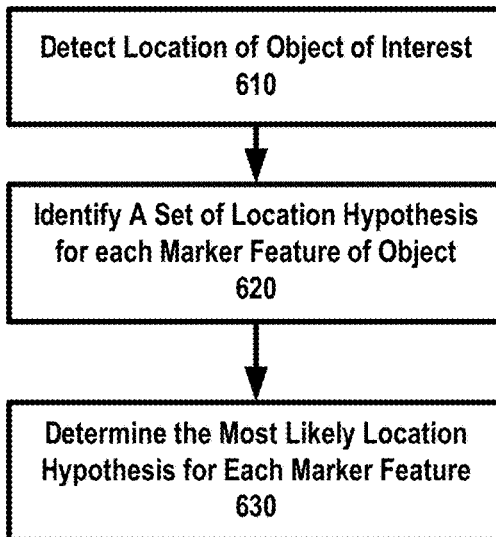 Detect Location of Object of Interest
610
Identify A Set of Location Hypothesis
for each Marker Feature of Object
620
Determine the Most Likely Location
Hypothesis for Each Marker Feature
630